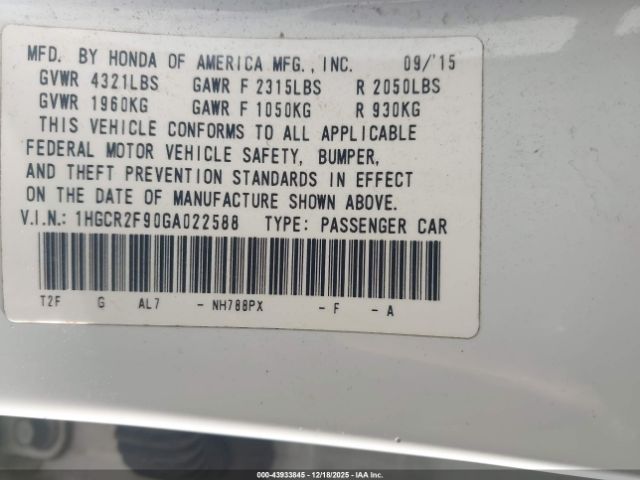 MFD. BY HONDA OF AMERICA MFG., INC. 09/'15
GVWR 4321LBS GAWR F 2315LBS R 2050LBS
GVWR 1960KG GAWR F 1050KG R 930KG
THIS VEHICLE CONFORMS TO ALL APPLICABLE
FEDERAL MOTOR VEHICLE SAFETY, BUMPER,
AND THEFT PREVENTION STANDARDS IN EFFECT
ON THE DATE OF MANUFACTURE SHOWN ABOVE.
V.I.N.: 1HGCR2F90GA022588 TYPE: PASSENGER CAR
T2F G AL7 - NH788PX - F - A
000-43933845 - 12/18/2025 - IAAI.COM